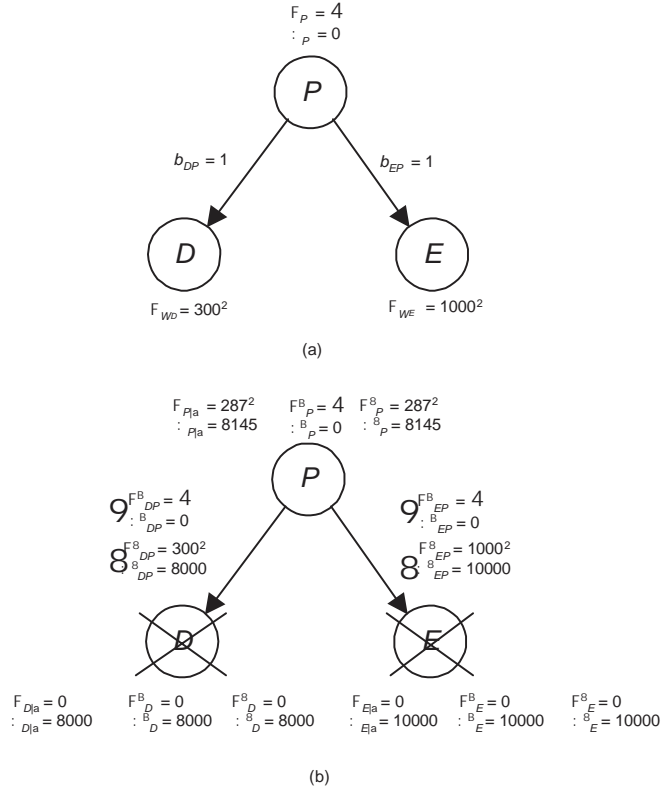 F_P = 4
:_P = 0
P
b_DP = 1
b_EP = 1
D
E
F_WD = 300²
F_WE = 1000²
(a)
F_P|a = 287² F^B_P = 4 F^8_P = 287²
:_P|a = 8145 :^B_P = 0 :^8_P = 8145
P
9 F^B_DP = 4
:^B_DP = 0
8 F^8_DP = 300²
:^8_DP = 8000
9 F^B_EP = 4
:^B_EP = 0
8 F^8_EP = 1000²
:^8_EP = 10000
D
E
F_D|a = 0 F^B_D = 0 F^8_D = 0 F_E|a = 0 F^B_E = 0 F^8_E = 0
:_D|a = 8000 :^B_D = 8000 :^8_D = 8000 :_E|a = 10000 :^B_E = 10000 :^8_E = 10000
(b)